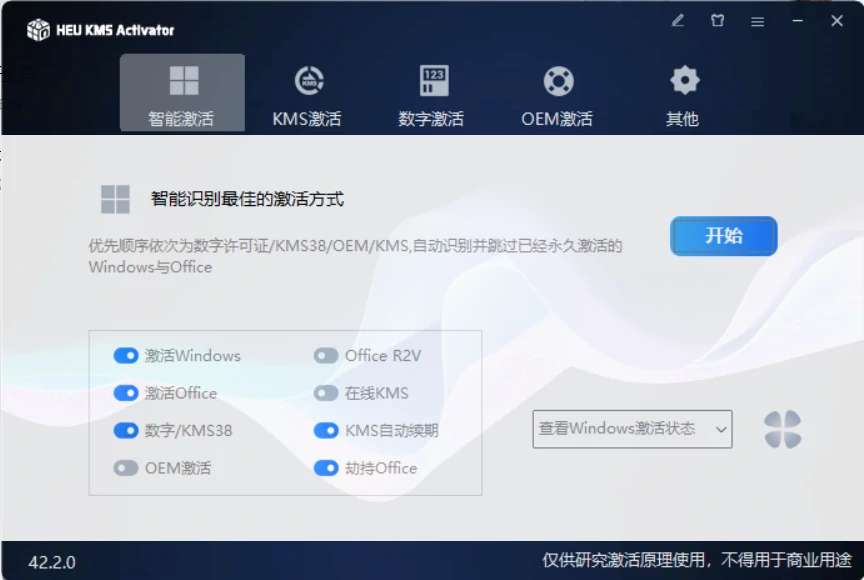 HEU KMS Activator
智能激活
KMS
KMS激活
123
数字激活
OEM激活
其他
智能识别最佳的激活方式
优先顺序依次为数字许可证/KMS38/OEM/KMS,自动识别并跳过已经永久激活的
Windows与Office
开始
激活Windows
Office R2V
激活Office
在线KMS
数字/KMS38
KMS自动续期
OEM激活
劫持Office
查看Windows激活状态
42.2.0
仅供研究激活原理使用，不得用于商业用途